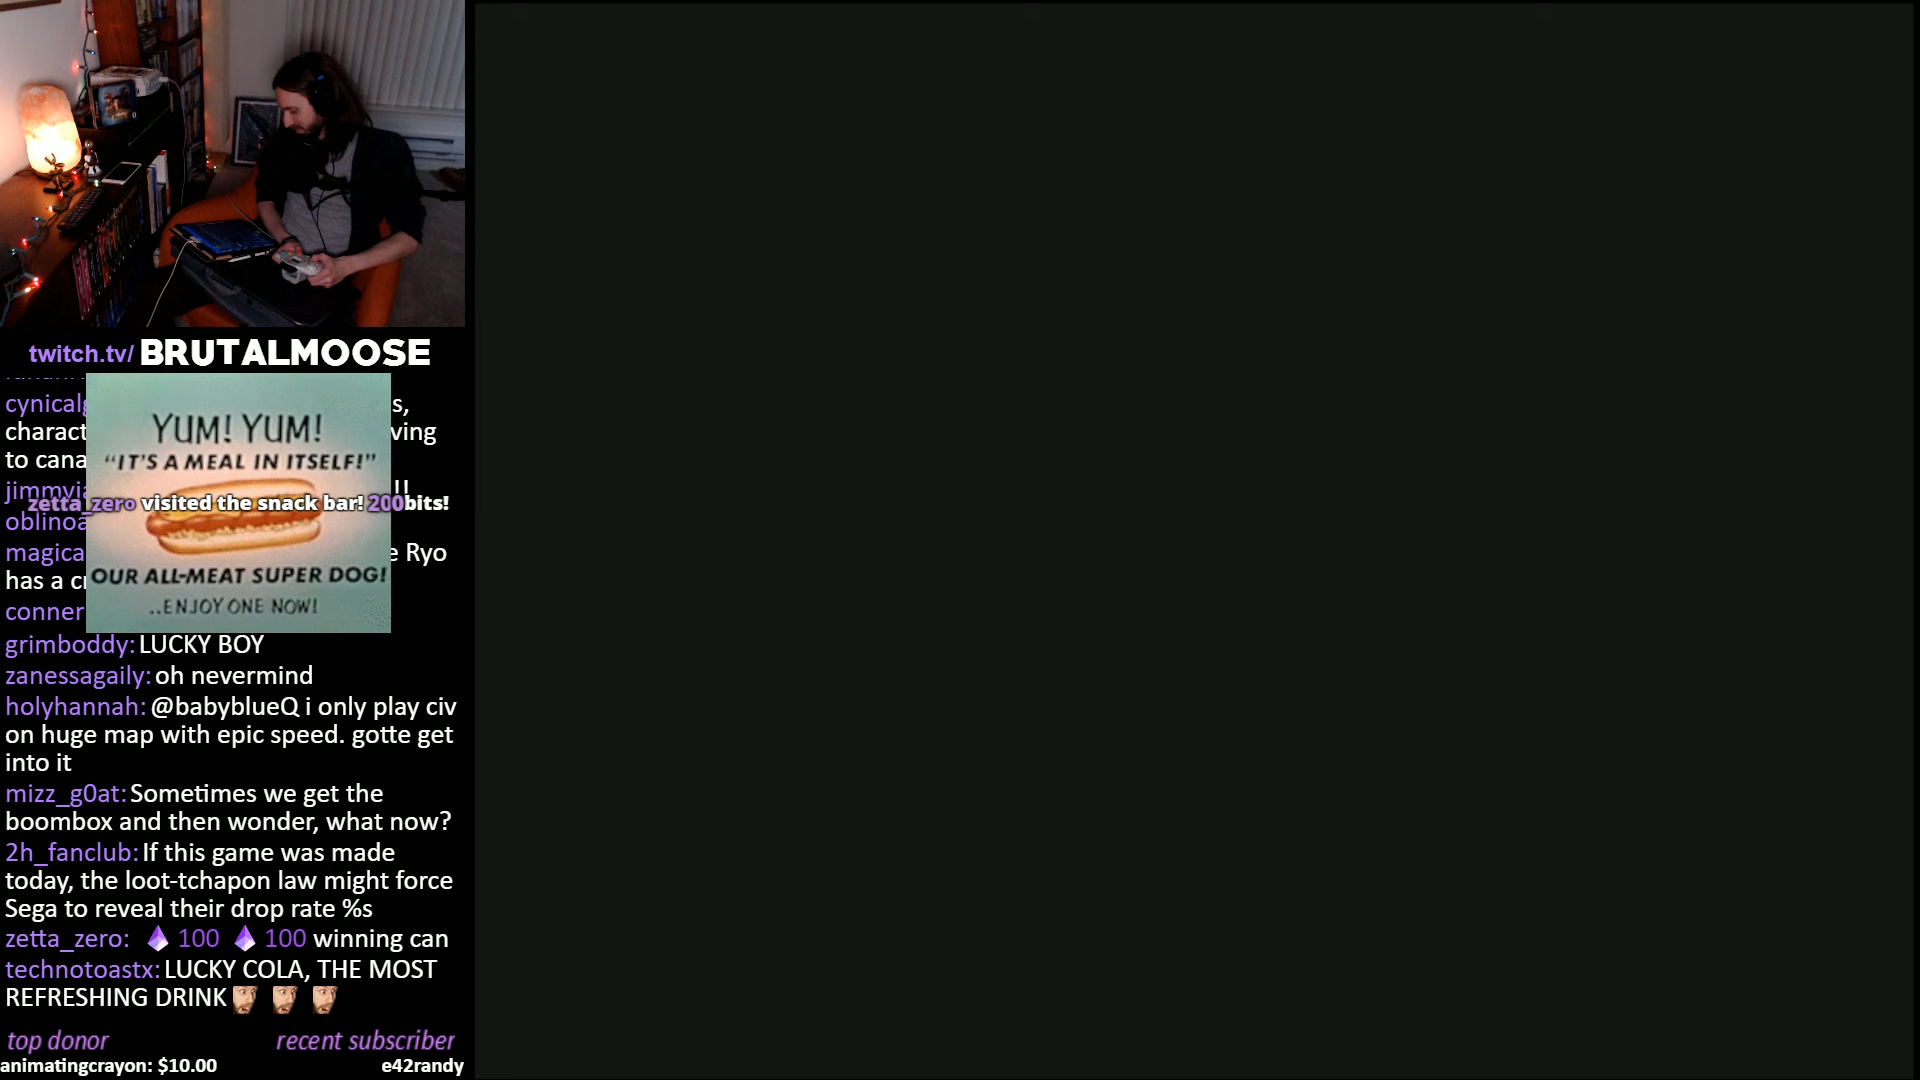 twitch.tv/ BRUTALMOOSE
s,
charact
ving
to cana
YUM! YUM!
"IT'S A MEAL IN ITSELF!"
!!
zetta_zero visited the snack bar! 200bits!
e Ryo
has a
OUR ALL-MEAT SUPER DOG!
..ENJOY ONE NOW!
conner
grimboddy: LUCKY BOY
zanessagaily: oh nevermind
holyhannah: @babyblueQ i only play civ
on huge map with epic speed. gotte get
into it
mizz_g0at: Sometimes we get the
boombox and then wonder, what now?
2h_fanclub: If this game was made
today, the loot-tchapon law might force
Sega to reveal their drop rate %s
zetta_zero: 100 100 winning can
technotoastx: LUCKY COLA, THE MOST
REFRESHING DRINK
top donor recent subscriber
animatingcrayon: $10.00 e42randy